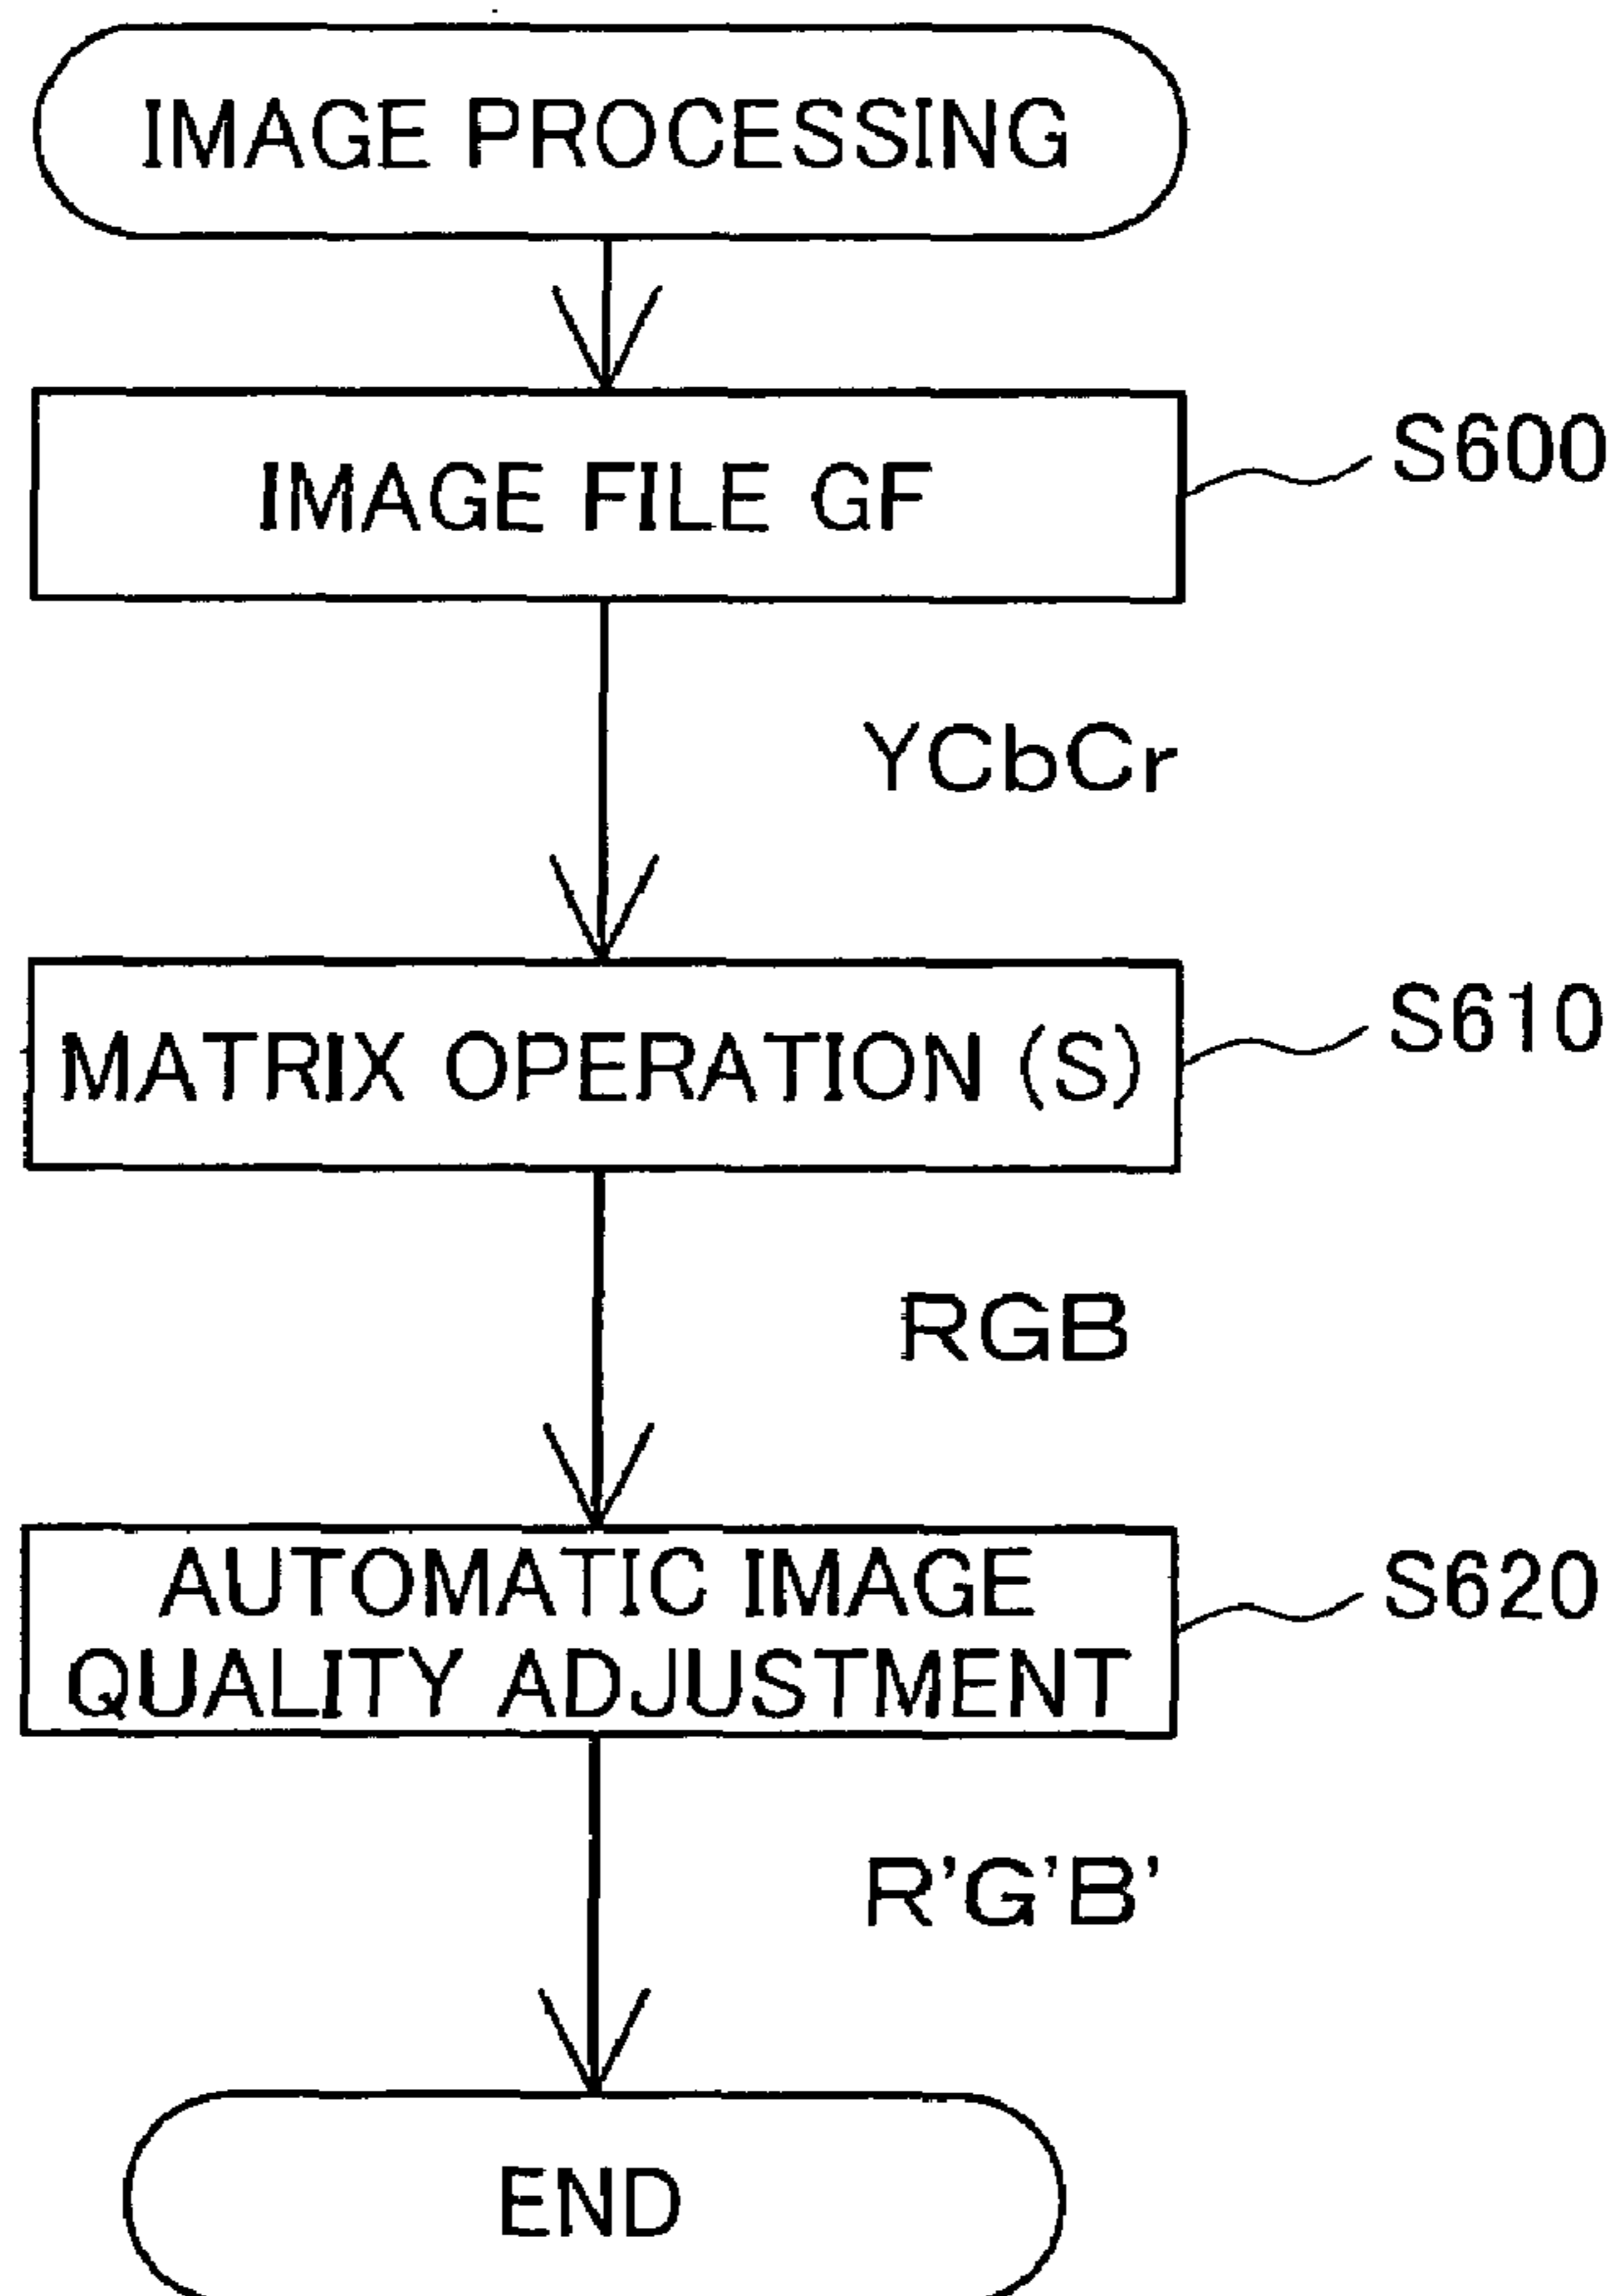 IMAGE PROCESSING
IMAGE FILE GF
S600
YCbCr
MATRIX OPERATION (S)
S610
RGB
AUTOMATIC IMAGE
QUALITY ADJUSTMENT
S620
R'G'B'
END